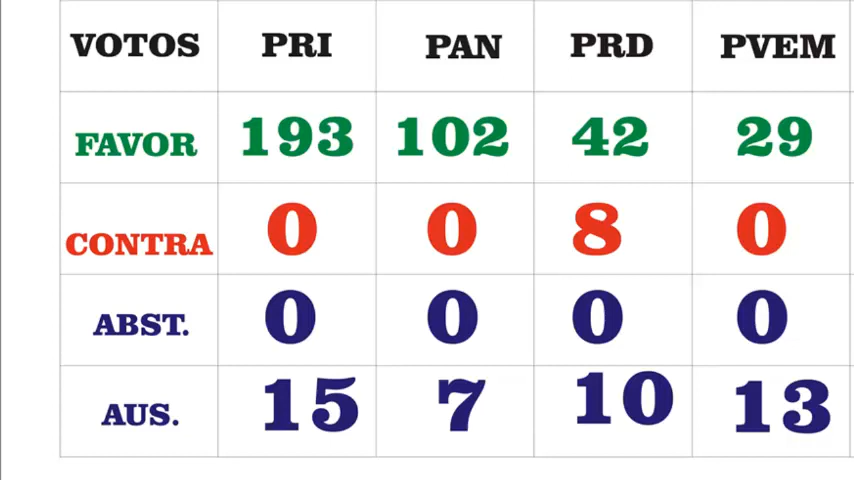 VOTOS PRI PAN PRD PVEM
FAVOR 193 102 42 29
CONTRA 0 0 8 0
ABST. 0 0 0 0
AUS. 15 7 10 13